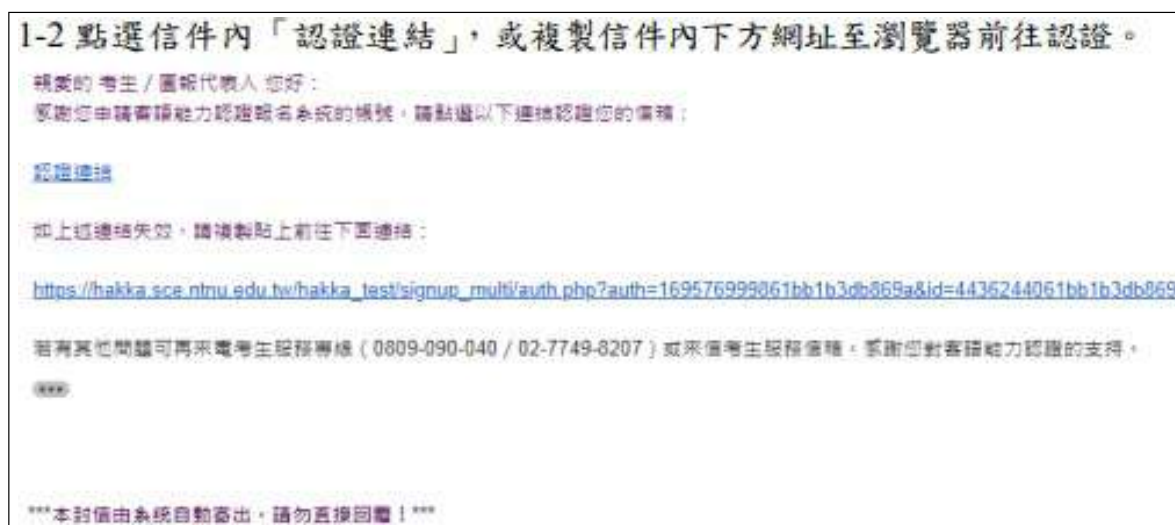 1-2 點選信件內「認證連結」，或複製信件內下方網址至瀏覽器前往認證。
親愛的 考生 / 團報代表人 您好：
感謝您申請客語能力認證報名系統的帳號，請點選以下連結認證您的信箱：
認證連結
如上述連結失效，請複製貼上前往下面連結：
https://hakka.sce.ntnu.edu.tw/hakka_test/signup_multi/auth.php?auth=169576999861bb1b3db869a&id=4436244061bb1b3db869
若有其他問題可再來電考生服務專線（0809-090-040 / 02-7749-8207）或來信考生服務信箱。感謝您對客語能力認證的支持。
***本封信由系統自動寄出，請勿直接回覆！***